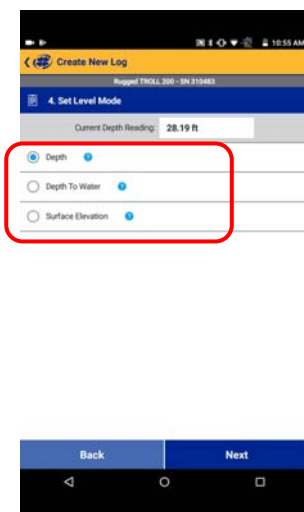 10:55 AM
Create New Log
Rugged TROLL 200 - SN 310483
4. Set Level Mode
Current Depth Reading: 28.19 ft
Depth ?
Depth To Water ?
Surface Elevation ?
Back Next